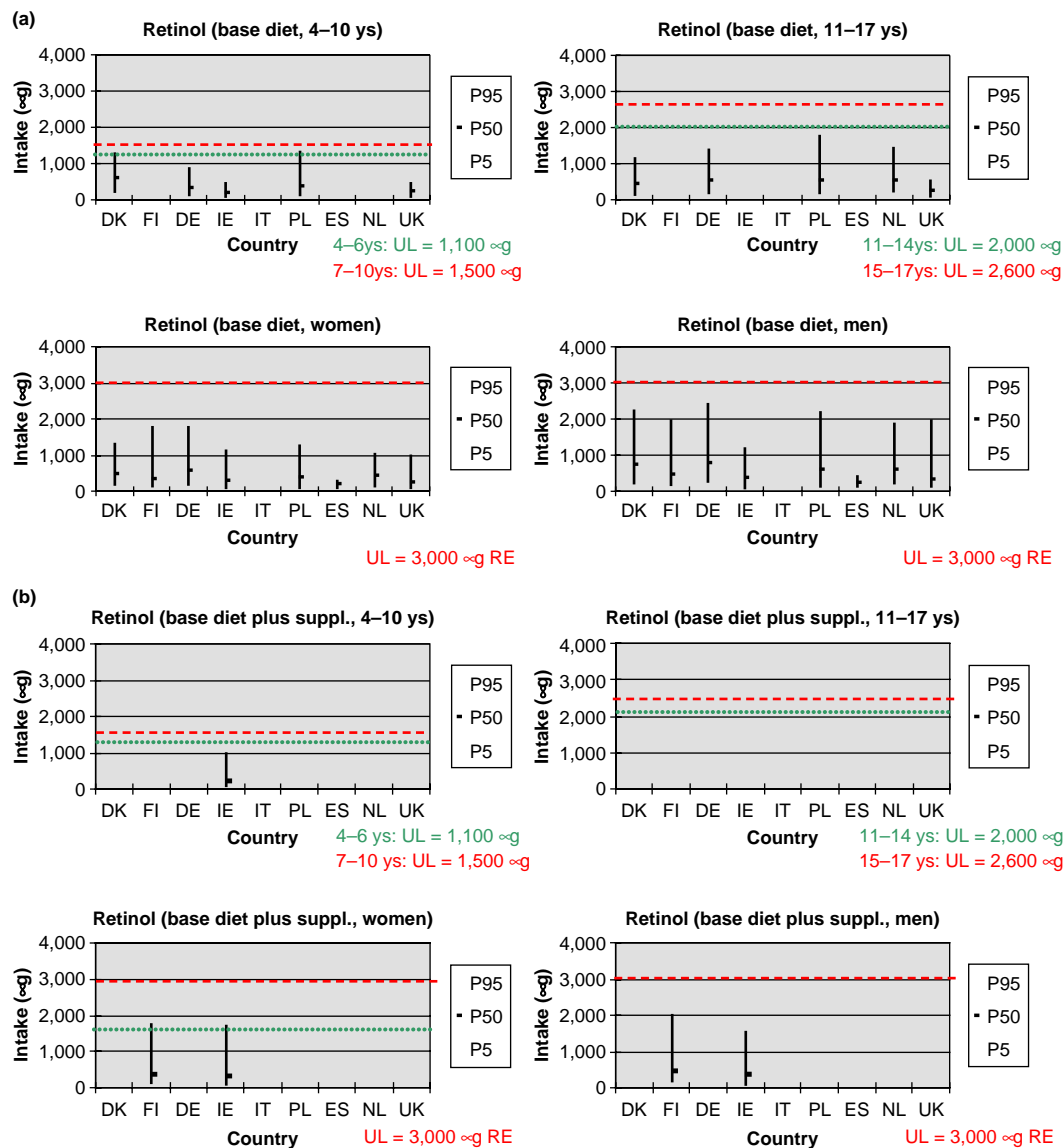 (a)
Retinol (base diet, 4–10 ys)
Intake (∝g)
4,000
3,000
2,000
1,000
0
DK FI DE IE IT PL ES NL UK
Country
P95
P50
P5
4–6ys: UL = 1,100 ∝g
7–10ys: UL = 1,500 ∝g
Retinol (base diet, 11–17 ys)
Intake (∝g)
4,000
3,000
2,000
1,000
0
DK FI DE IE IT PL ES NL UK
Country
P95
P50
P5
11–14ys: UL = 2,000 ∝g
15–17ys: UL = 2,600 ∝g
Retinol (base diet, women)
Intake (∝g)
4,000
3,000
2,000
1,000
0
DK FI DE IE IT PL ES NL UK
Country
P95
P50
P5
UL = 3,000 ∝g RE
Retinol (base diet, men)
Intake (∝g)
4,000
3,000
2,000
1,000
0
DK FI DE IE IT PL ES NL UK
Country
P95
P50
P5
UL = 3,000 ∝g RE
(b)
Retinol (base diet plus suppl., 4–10 ys)
Intake (∝g)
4,000
3,000
2,000
1,000
0
DK FI DE IE IT PL ES NL UK
Country
P95
P50
P5
4–6 ys: UL = 1,100 ∝g
7–10 ys: UL = 1,500 ∝g
Retinol (base diet plus suppl., 11–17 ys)
Intake (∝g)
4,000
3,000
2,000
1,000
0
DK FI DE IE IT PL ES NL UK
Country
P95
P50
P5
11–14 ys: UL = 2,000 ∝g
15–17 ys: UL = 2,600 ∝g
Retinol (base diet plus suppl., women)
Intake (∝g)
4,000
3,000
2,000
1,000
0
DK FI DE IE IT PL ES NL UK
Country
P95
P50
P5
UL = 3,000 ∝g RE
Retinol (base diet plus suppl., men)
Intake (∝g)
4,000
3,000
2,000
1,000
0
DK FI DE IE IT PL ES NL UK
Country
P95
P50
P5
UL = 3,000 ∝g RE